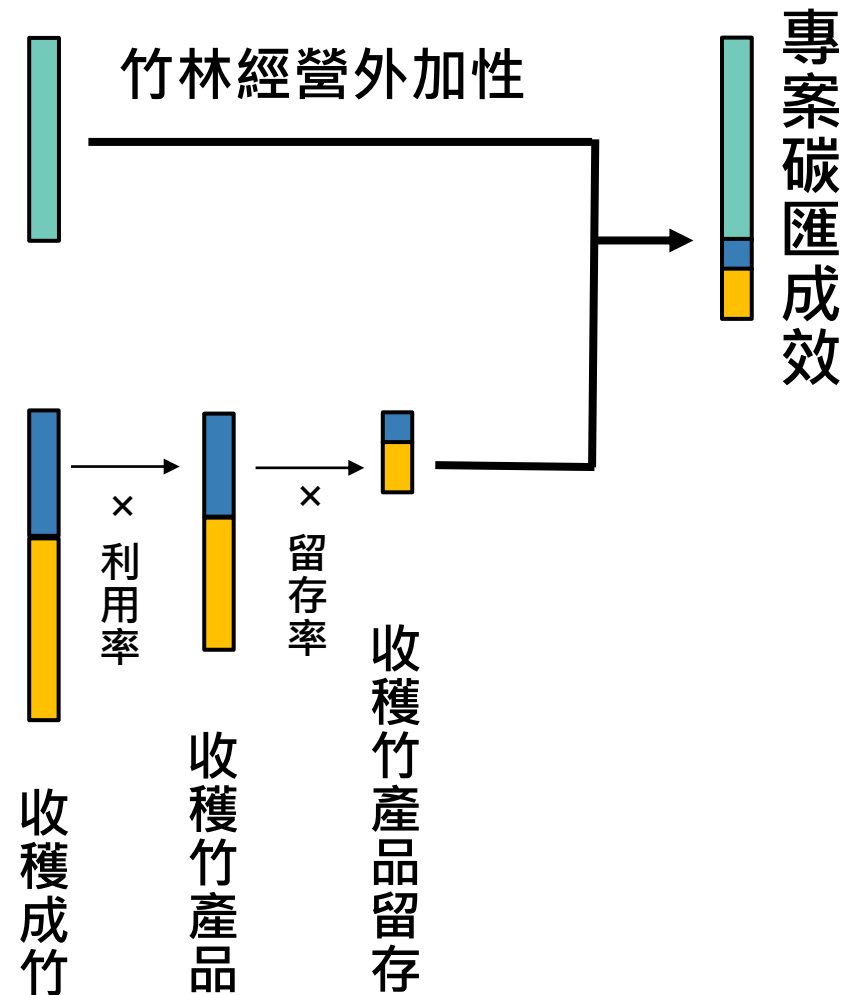 竹林經營外加性
專案碳匯成效
×
利用率
×
留存率
收穫成竹
收穫竹產品
收穫竹產品留存